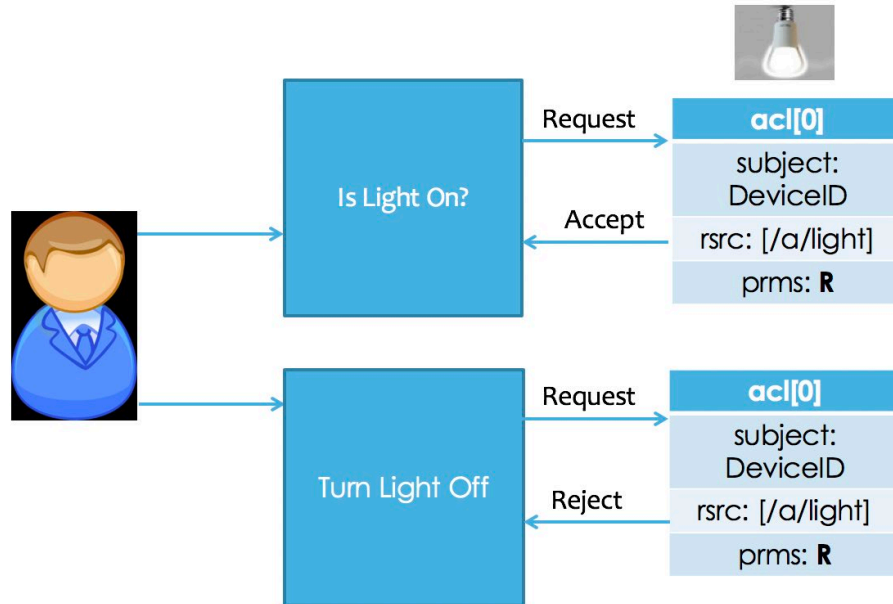 Is Light On?
Request
Accept
acl[0]
subject:
DeviceID
rsrc: [/a/light]
prms: R
Turn Light Off
Request
Reject
acl[0]
subject:
DeviceID
rsrc: [/a/light]
prms: R